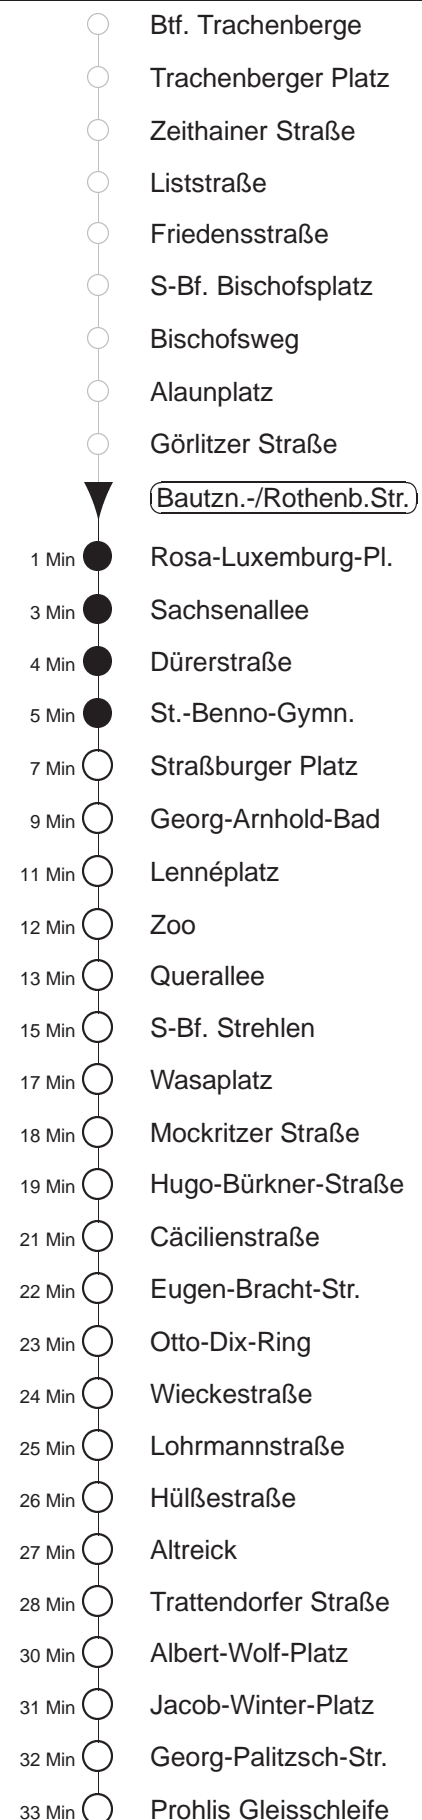 Btf. Trachenberge
Trachenberger Platz
Zeithainer Straße
Liststraße
Friedensstraße
S-Bf. Bischofsplatz
Bischofsweg
Alaunplatz
Görlitzer Straße
Bautzn.-/Rothenb.Str.
1 Min Rosa-Luxemburg-Pl.
3 Min Sachsenallee
4 Min Dürerstraße
5 Min St.-Benno-Gymn.
7 Min Straßburger Platz
9 Min Georg-Arnhold-Bad
11 Min Lennéplatz
12 Min Zoo
13 Min Querallee
15 Min S-Bf. Strehlen
17 Min Wasaplatz
18 Min Mockritzer Straße
19 Min Hugo-Bürkner-Straße
21 Min Cäcilienstraße
22 Min Eugen-Bracht-Str.
23 Min Otto-Dix-Ring
24 Min Wieckestraße
25 Min Lohrmannstraße
26 Min Hülßestraße
27 Min Altreick
28 Min Trattendorfer Straße
30 Min Albert-Wolf-Platz
31 Min Jacob-Winter-Platz
32 Min Georg-Palitzsch-Str.
33 Min Prohlis Gleisschleife